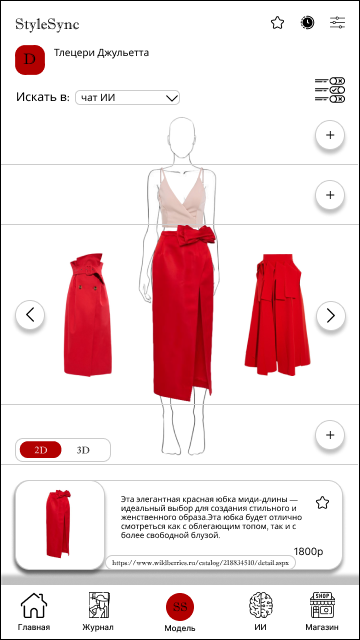 StyleSync
D
Тлецери Джульетта
Искать в:
чат ИИ
+
+
+
2D
3D
Эта элегантная красная юбка миди-длины —
идеальный выбор для создания стильного и
женственного образа.Эта юбка будет отлично
смотреться как с облегающим топом, так и с
более свободной блузой.
1800р
https://www.wildberries.ru/catalog/218834510/detail.aspx
SHOP
SS
Главная
Журнал
Модель
ИИ
Магазин